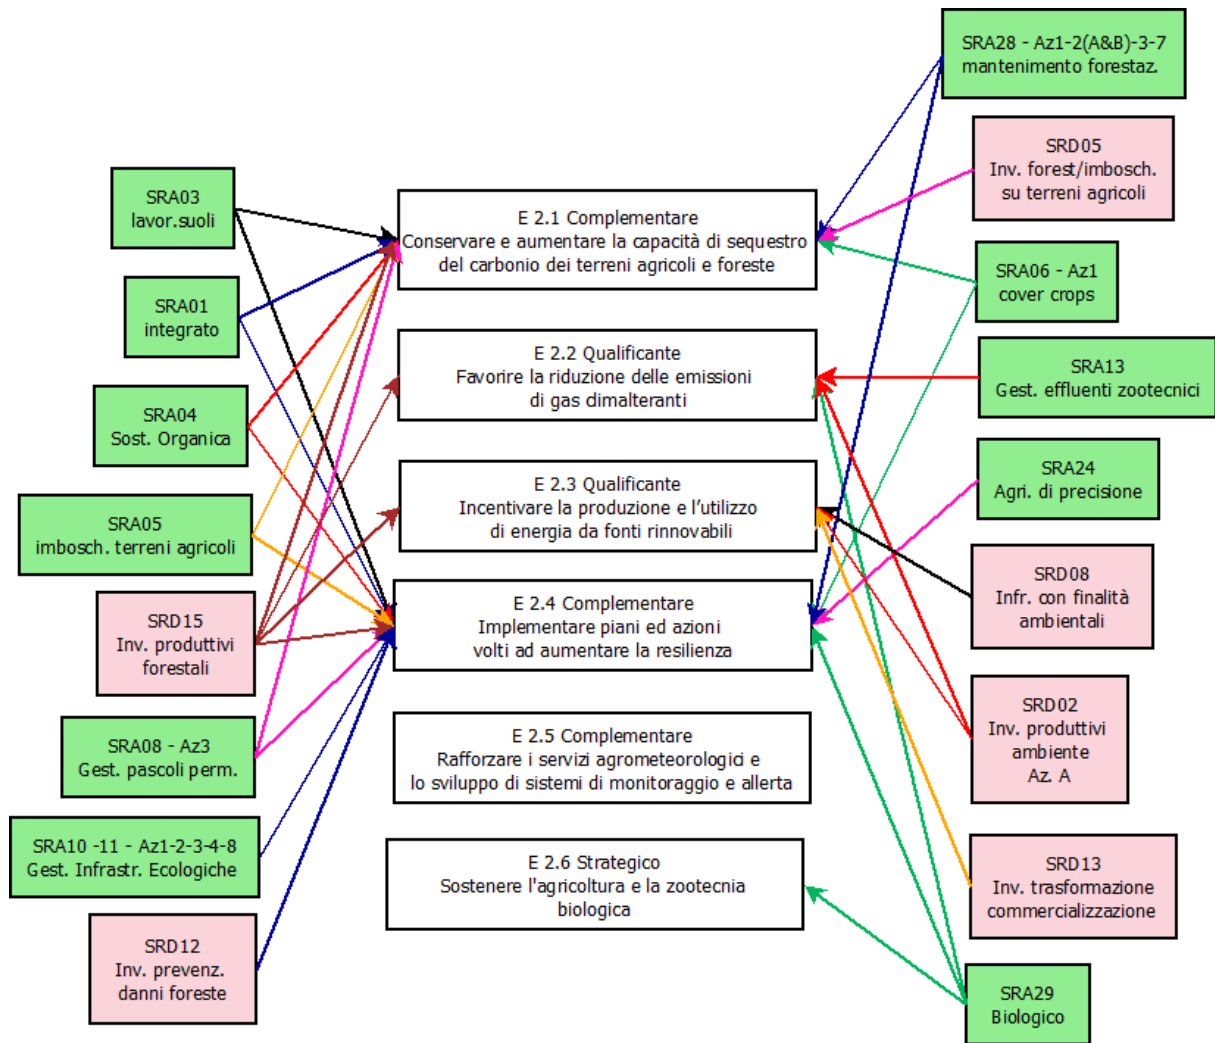 SRA28 - Az1-2(A&B)-3-7
mantenimento forestaz.
SRD05
Inv. forest/imbosch.
su terreni agricoli
SRA03
lavor.suoli
E 2.1 Complementare
Conservare e aumentare la capacità di sequestro
del carbonio dei terreni agricoli e foreste
SRA06 - Az1
cover crops
SRA01
integrato
E 2.2 Qualificante
Favorire la riduzione delle emissioni
di gas dimalteranti
SRA13
Gest. effluenti zootecnici
SRA04
Sost. Organica
SRA24
Agri. di precisione
E 2.3 Qualificante
Incentivare la produzione e l’utilizzo
di energia da fonti rinnovabili
SRA05
imbosch. terreni agricoli
SRD08
Infr. con finalità
ambientali
SRD15
Inv. produttivi
forestali
E 2.4 Complementare
Implementare piani ed azioni
volti ad aumentare la resilienza
SRD02
Inv. produttivi
ambiente
Az. A
SRA08 - Az3
Gest. pascoli perm.
E 2.5 Complementare
Rafforzare i servizi agrometeorologici e
lo sviluppo di sistemi di monitoraggio e allerta
SRA10 -11 - Az1-2-3-4-8
Gest. Infrastr. Ecologiche
E 2.6 Strategico
Sostenere l'agricoltura e la zootecnia
biologica
SRD13
Inv. trasformazione
commercializzazione
SRD12
Inv. prevenz.
danni foreste
SRA29
Biologico